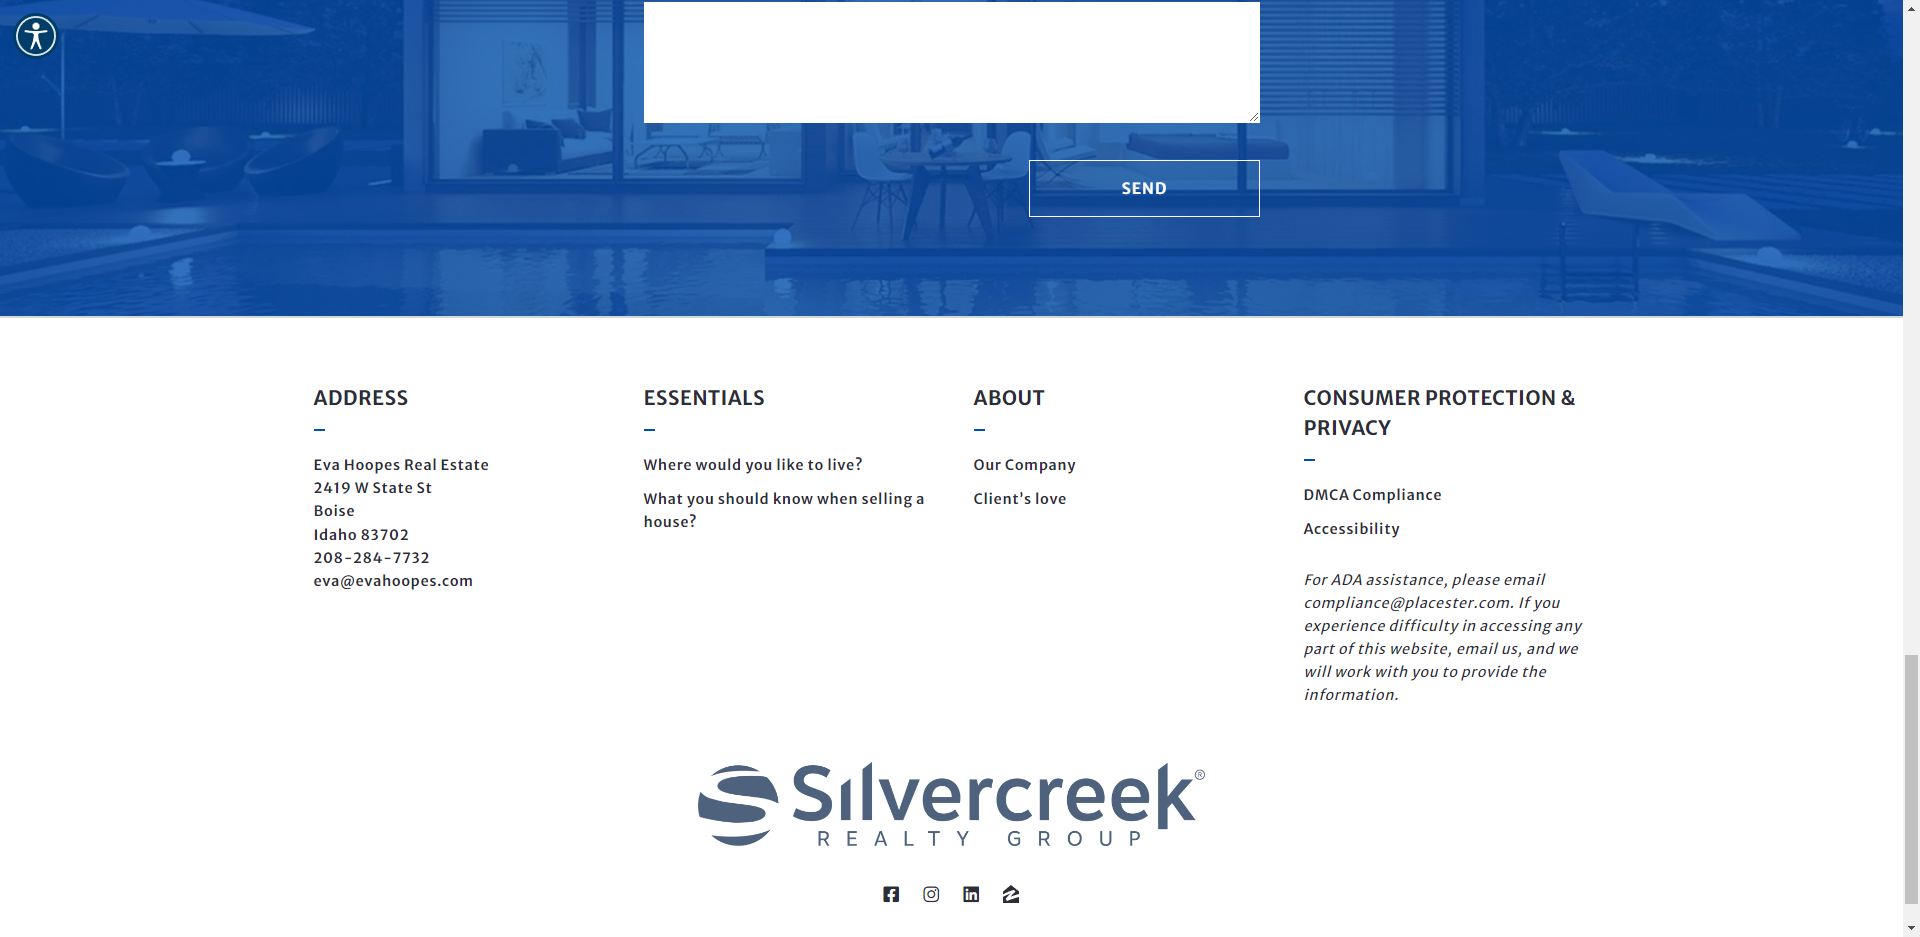 SEND
ADDRESS
Eva Hoopes Real Estate
2419 W State St
Boise
Idaho 83702
208-284-7732
eva@evahoopes.com
ESSENTIALS
Where would you like to live?
What you should know when selling a
house?
ABOUT
Our Company
Client's love
CONSUMER PROTECTION &
PRIVACY
DMCA Compliance
Accessibility
For ADA assistance, please email
compliance@placester.com. If you
experience difficulty in accessing any
part of this website, email us, and we
will work with you to provide the
information.
Silvercreek®
REALTY GROUP